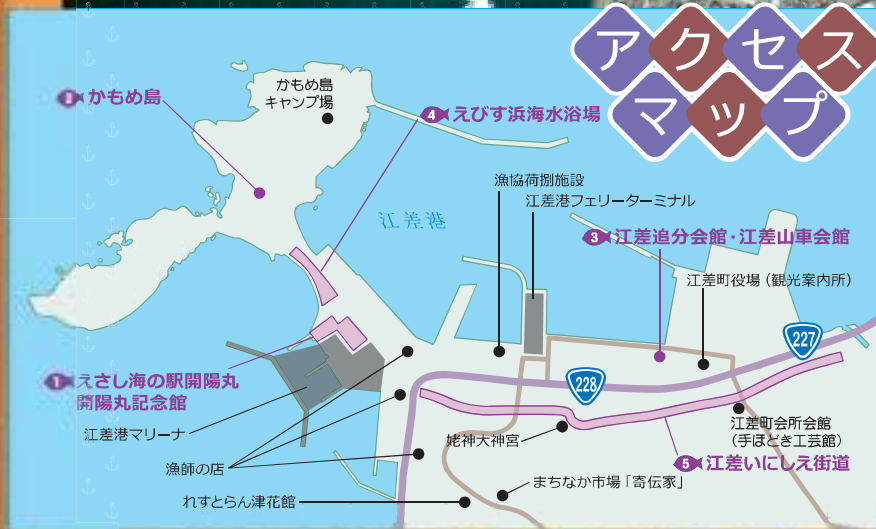 アクセス
マップ
かもめ島
キャンプ場
2 かもめ島
4 えびす浜海水浴場
漁協荷捌施設
江差港フェリーターミナル
江差港
3 江差追分会館・江差山車会館
江差町役場（観光案内所）
227
228
1 えさし海の駅開陽丸
開陽丸記念館
江差港マリーナ
漁師の店
姥神大神宮
江差町会所会館
（手ほどき工芸館）
5 江差いにしえ街道
まちなか市場「寄伝家」
れすとらん津花館